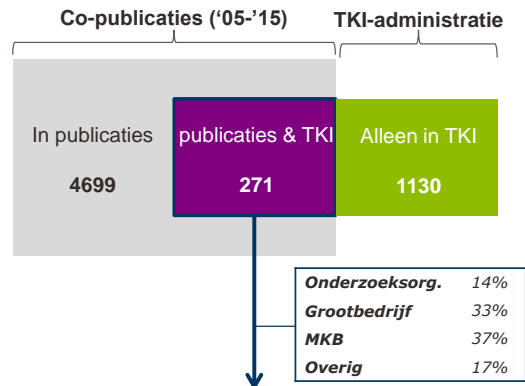 Co-publicaties (‘05-’15) TKI-administratie
In publicaties publicaties & TKI Alleen in TKI
4699 271 1130
Onderzoeksorg. 14%
Grootbedrijf 33%
MKB 37%
Overig 17%